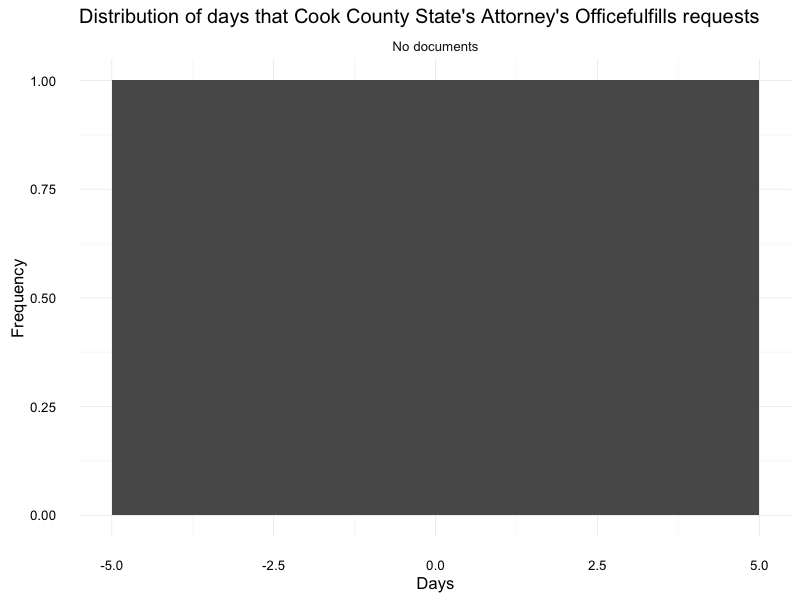 Distribution of days that Cook County State's Attorney's Officefulfills requests
No documents
1.00
0.75
0.50
0.25
0.00
Frequency
-5.0 -2.5 0.0 2.5 5.0
Days